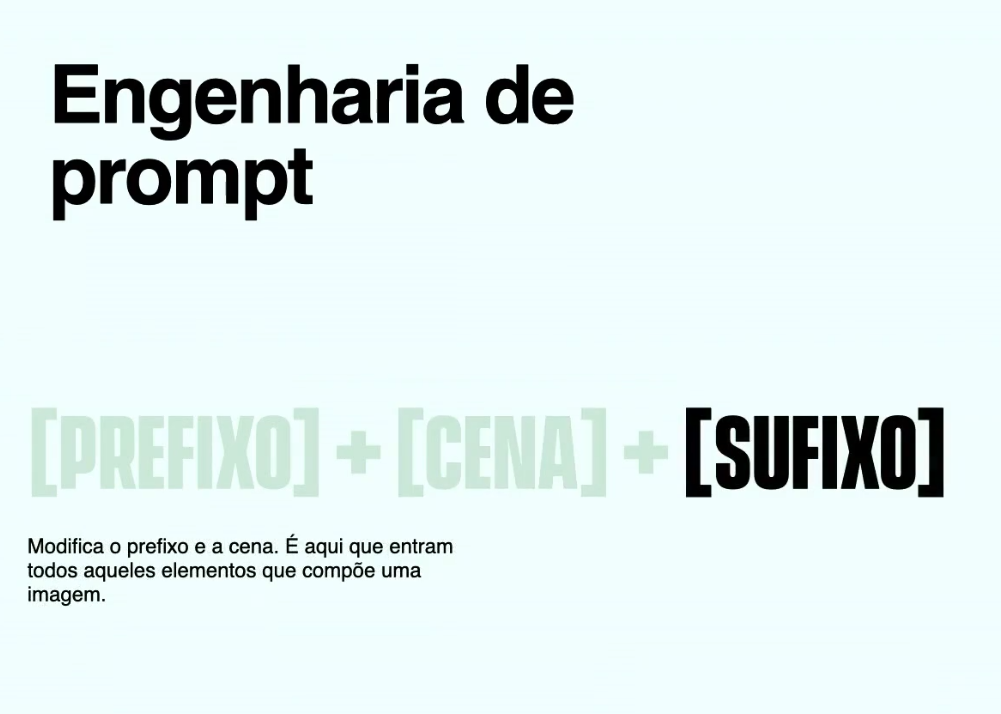 Engenharia de
prompt
[PREFIXO] + [CENA] + [SUFIXO]
Modifica o prefixo e a cena. É aqui que entram
todos aqueles elementos que compõe uma
imagem.